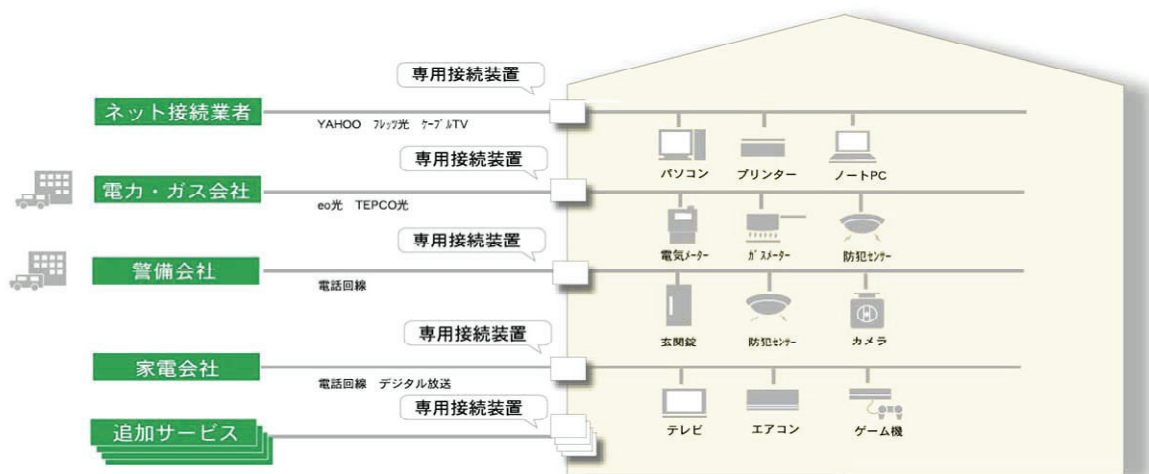 専用接続装置
ネット接続業者
YAHOO ﾌﾚｯﾂ光 ｹｰﾌﾞﾙTV
パソコン プリンター ノートPC
専用接続装置
電力・ガス会社
eo光 TEPCO光
電気ﾒｰﾀｰ ｶﾞｽﾒｰﾀｰ 防犯ｾﾝｻｰ
専用接続装置
警備会社
電話回線
玄関錠 防犯ｾﾝｻｰ カメラ
専用接続装置
家電会社
電話回線 デジタル放送
テレビ エアコン ゲーム機
専用接続装置
追加サービス